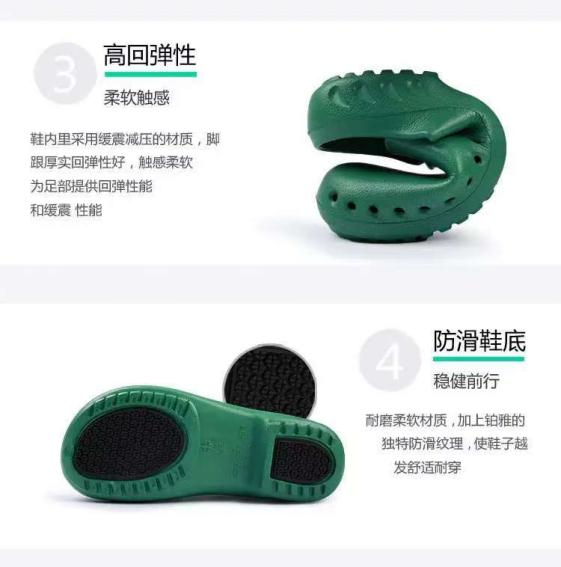 3
高回弹性
柔软触感
鞋内里采用缓震减压的材质，脚
跟厚实回弹性好，触感柔软
为足部提供回弹性能
和缓震 性能
4
防滑鞋底
稳健前行
耐磨柔软材质，加上铂雅的
独特防滑纹理，使鞋子越
发舒适耐穿